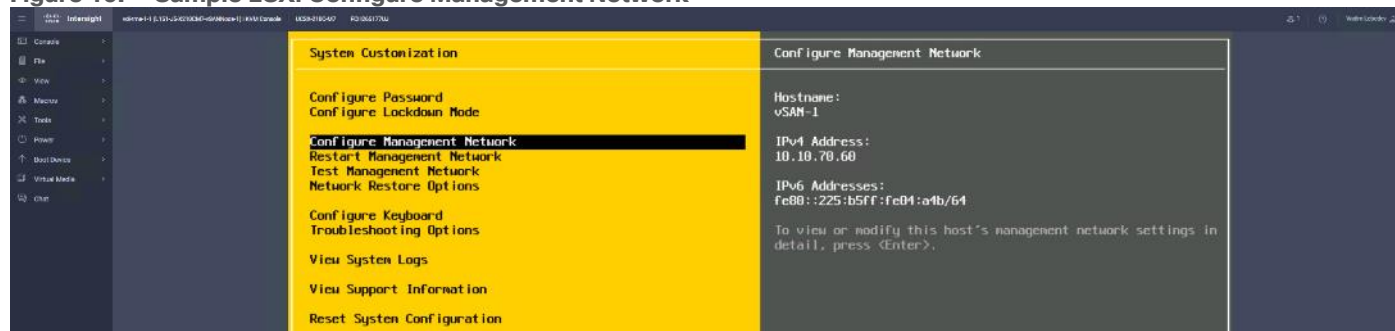 Intersight
UCSB
Console
File
View
Macros
Tools
Power
Boot Device
Virtual Media
Chat
System Customization
Configure Password
Configure Lockdown Mode
Configure Management Network
Restart Management Network
Test Management Network
Network Restore Options
Configure Keyboard
Troubleshooting Options
View System Logs
View Support Information
Reset System Configuration
Configure Management Network
Hostname:
vSAN-1
IPv4 Address:
10.10.70.60
IPv6 Addresses:
fe80::225:b5ff:fe04:a4b/64
To view or modify this host's management network settings in
detail, press <Enter>.